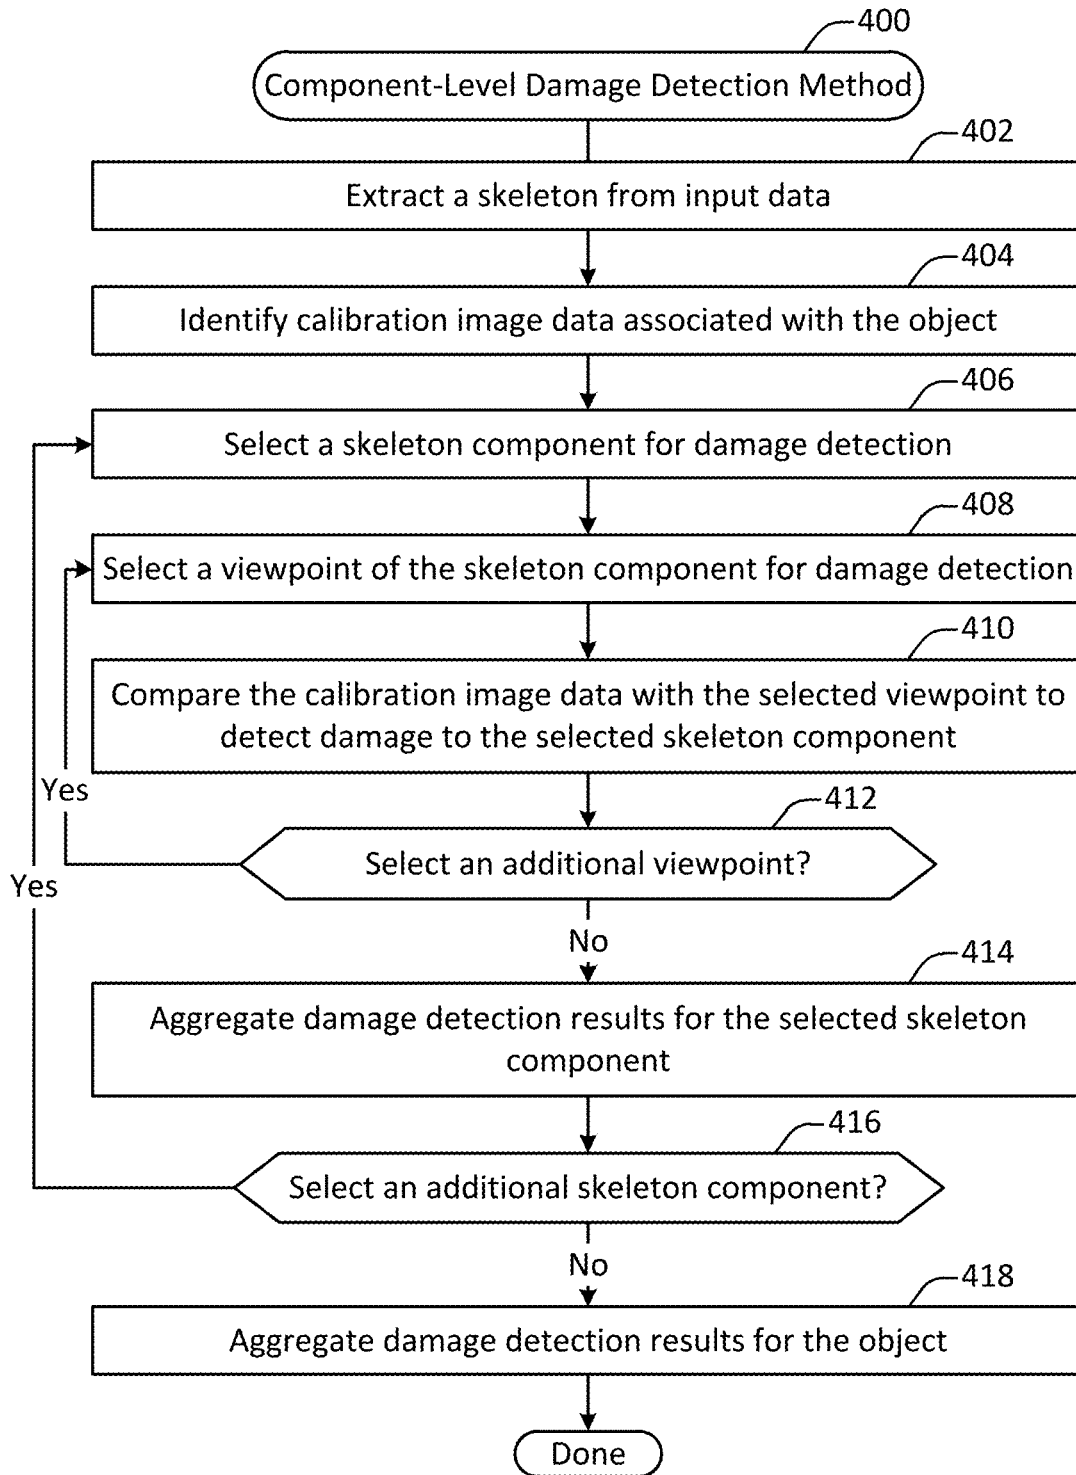 400
Component-Level Damage Detection Method
402
Extract a skeleton from input data
404
Identify calibration image data associated with the object
406
Select a skeleton component for damage detection
408
Select a viewpoint of the skeleton component for damage detection
410
Compare the calibration image data with the selected viewpoint to
detect damage to the selected skeleton component
Yes
412
Select an additional viewpoint?
Yes
No
414
Aggregate damage detection results for the selected skeleton
component
416
Select an additional skeleton component?
No
418
Aggregate damage detection results for the object
Done